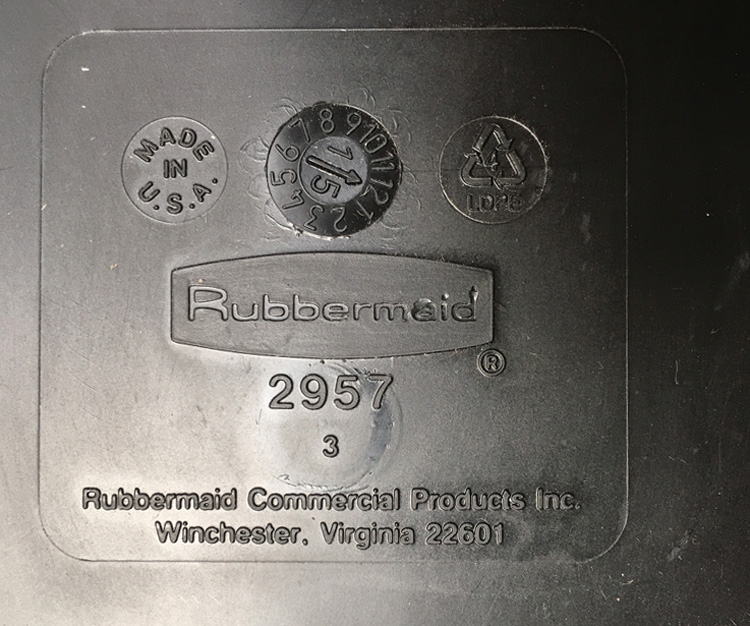 MADE
IN
U.S.A.
1 2 3 4 5 6 7 8 9 10 11 12
15
LDPE
Rubbermaid
®
2957
3
Rubbermaid Commercial Products Inc.
Winchester, Virginia 22601